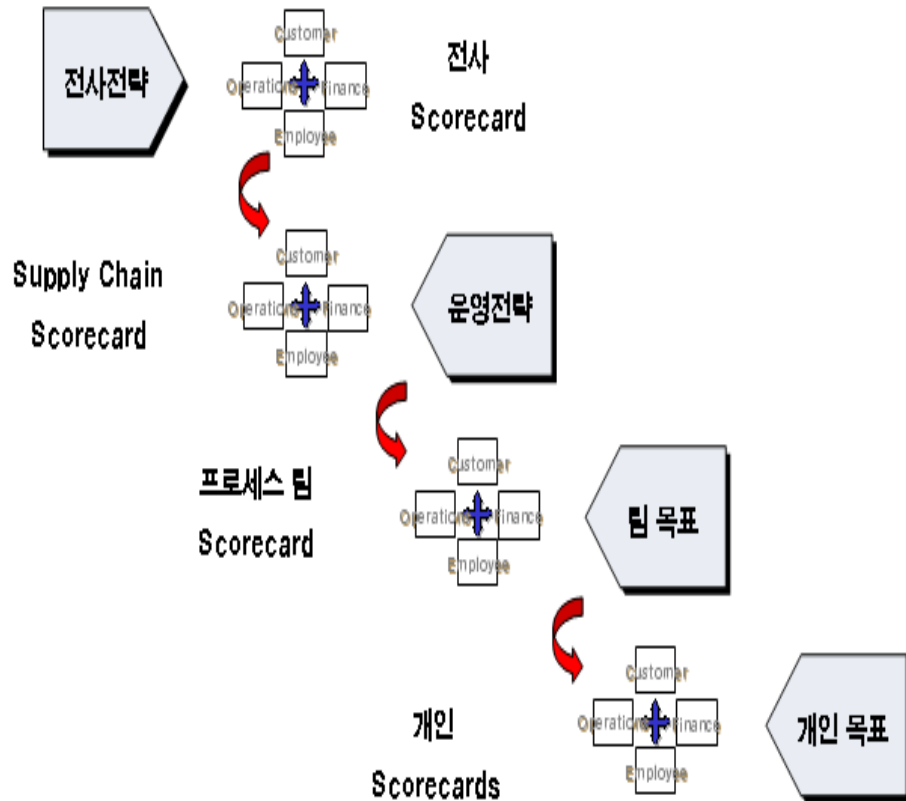 Customer
전사전략
Operations
Finance
전사
Scorecard
Employee
Customer
Supply Chain
Scorecard
Operations
Finance
운영전략
Employee
Customer
프로세스 팀
Scorecard
Operations
Finance
팀 목표
Employee
Customer
개인
Scorecards
Operations
Finance
개인 목표
Employee